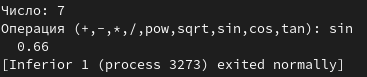 Число: 7
Операция (+,-,*,/,pow,sqrt,sin,cos,tan): sin
  0.66
[Inferior 1 (process 3273) exited normally]